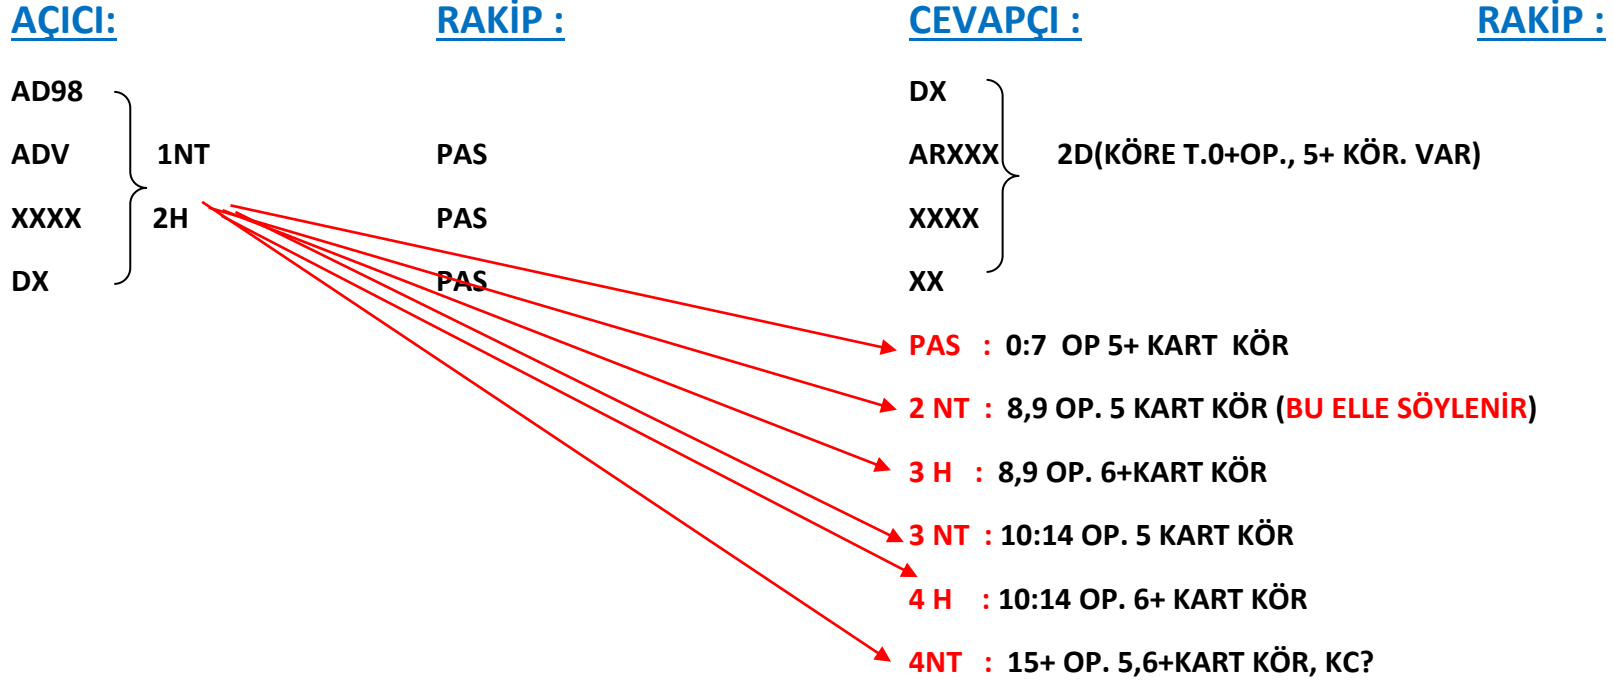 AÇICI: RAKİP : CEVAPÇI : RAKİP :
AD98 DX
ADV 1NT PAS ARXXX 2D(KÖRE T.0+OP., 5+ KÖR. VAR)
XXXX 2H PAS XXXX
DX PAS XX
PAS : 0:7 OP 5+ KART KÖR
2 NT : 8,9 OP. 5 KART KÖR (BU ELLE SÖYLENİR)
3 H : 8,9 OP. 6+KART KÖR
3 NT : 10:14 OP. 5 KART KÖR
4 H : 10:14 OP. 6+ KART KÖR
4NT : 15+ OP. 5,6+KART KÖR, KC?